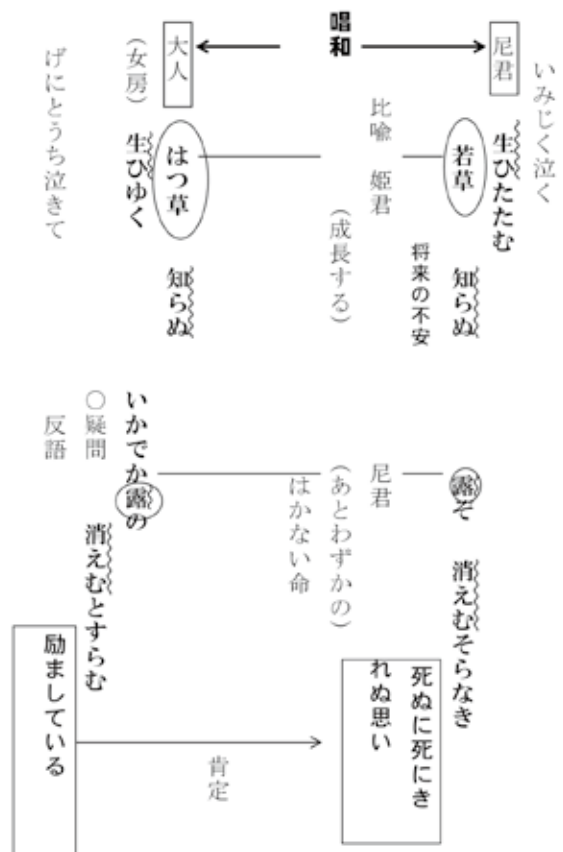 唱和
いみじく泣く
尼君
生ひたたむ
若草
知らぬ
将来の不安
比喩 姫君
(成長する)
大人
(女房)
はつ草
知らぬ
生ひゆく
げにとうち泣きて
露ぞ
消えむそらなき
尼君
(あとわずかの)
はかない命
いかでか露の
消えむとすらむ
○疑問
反語
死ぬに死にき
れぬ思い
肯定
励ましている